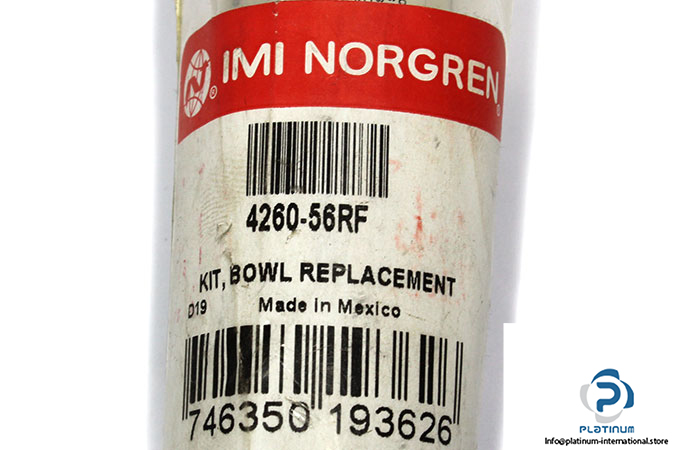 IMI NORGREN
4260-56RF
KIT, BOWL REPLACEMENT
D19 Made in Mexico
746350 193626
PLATINUM
Info@platinum-international.store